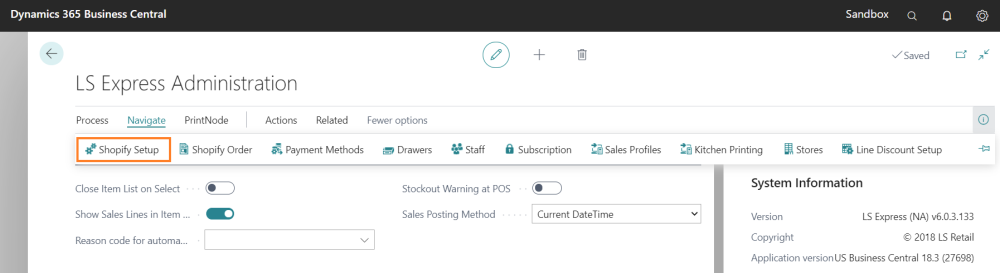 Dynamics 365 Business Central
Sandbox
Saved
LS Express Administration
Process Navigate PrintNode Actions Related Fewer options
Shopify Setup Shopify Order Payment Methods Drawers Staff Subscription Sales Profiles Kitchen Printing Stores Line Discount Setup
Close Item List on Select
Stockout Warning at POS
Show Sales Lines in Item ...
Sales Posting Method Current DateTime
Reason code for automa...
System Information
Version LS Express (NA) v6.0.3.133
Copyright © 2018 LS Retail
Application version US Business Central 18.3 (27698)